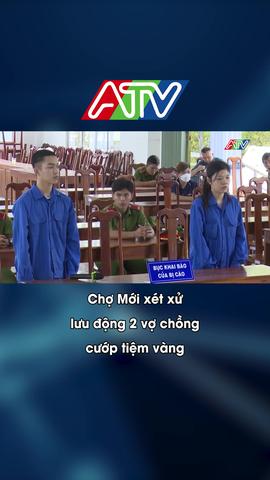 ATV
ATV
BỤC KHAI BÁO
CỦA BỊ CÁO
Chợ Mới xét xử
lưu động 2 vợ chồng
cướp tiệm vàng